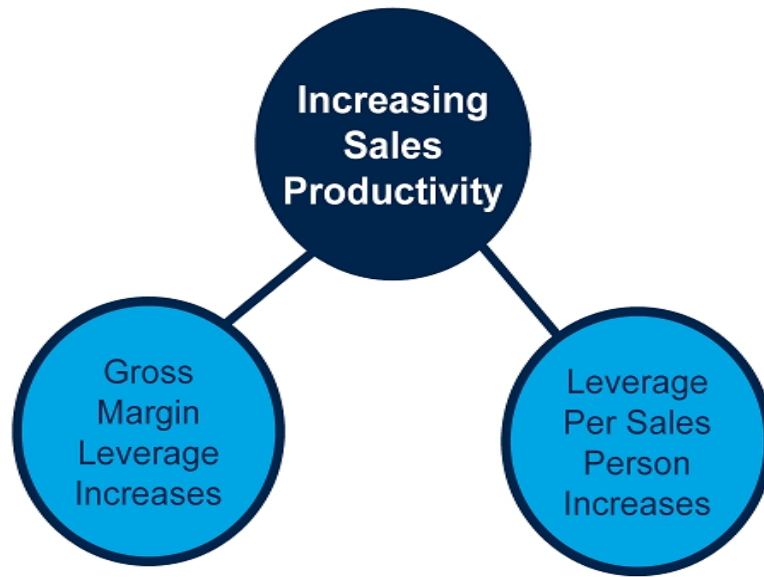 Increasing
Sales
Productivity
Gross
Margin
Leverage
Increases
Leverage
Per Sales
Person
Increases